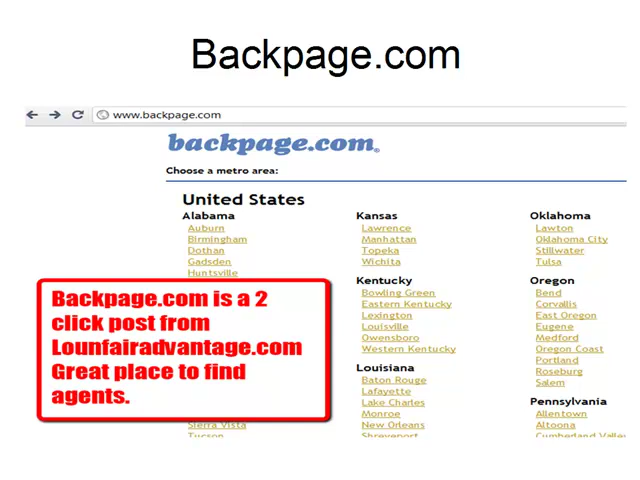 Backpage.com
www.backpage.com
backpage.com®
Choose a metro area:
United States
Alabama
Auburn
Birmingham
Dothan
Gadsden
Huntsville
Backpage.com is a 2
click post from
Lounfairadvantage.com
Great place to find
agents.
Sierra Vista
Tucson
Kansas
Lawrence
Manhattan
Topeka
Wichita
Kentucky
Bowling Green
Eastern Kentucky
Lexington
Louisville
Owensboro
Western Kentucky
Louisiana
Baton Rouge
Lafayette
Lake Charles
Monroe
New Orleans
Shreveport
Oklahoma
Lawton
Oklahoma City
Stillwater
Tulsa
Oregon
Bend
Corvallis
East Oregon
Eugene
Medford
Oregon Coast
Portland
Roseburg
Salem
Pennsylvania
Allentown
Altoona
Cumberland Valley